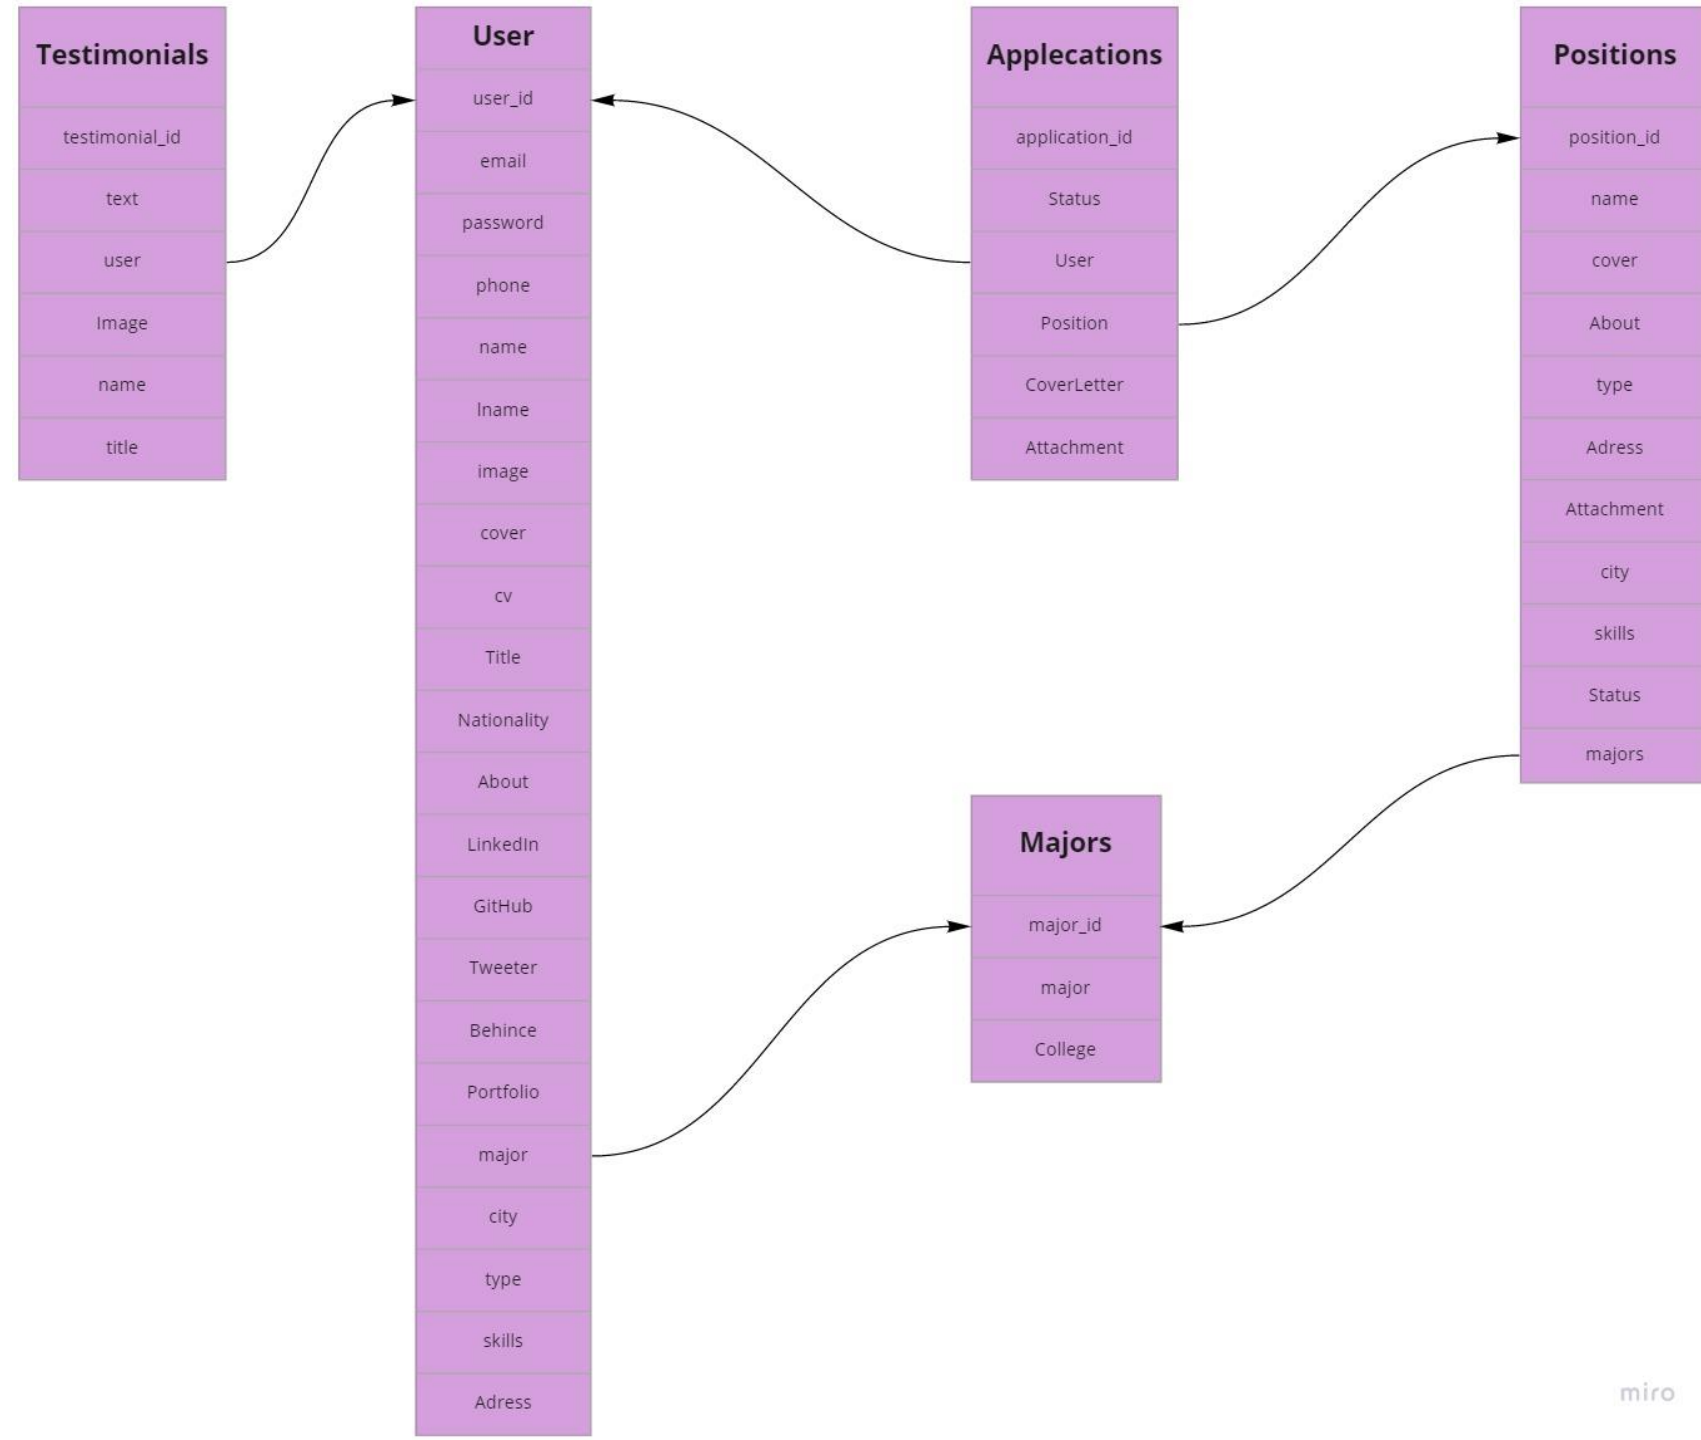 Testimonials
testimonial_id
text
user
Image
name
title
User
user_id
email
password
phone
name
lname
image
cover
cv
Title
Nationality
About
LinkedIn
GitHub
Tweeter
Behince
Portfolio
major
city
type
skills
Adress
Applecations
application_id
Status
User
Position
CoverLetter
Attachment
Majors
major_id
major
College
Positions
position_id
name
cover
About
type
Adress
Attachment
city
skills
Status
majors
miro